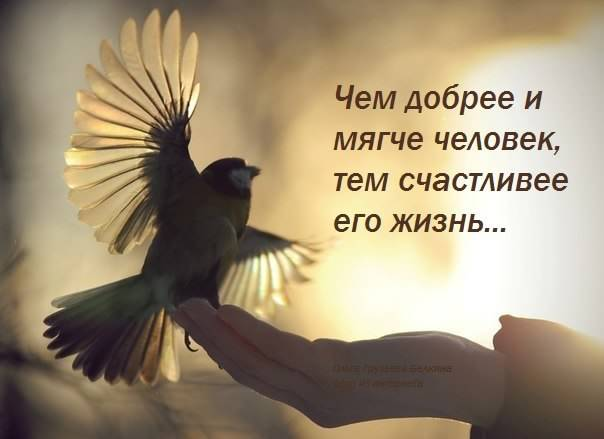 Чем добрее и
мягче человек,
тем счастливее
его жизнь...